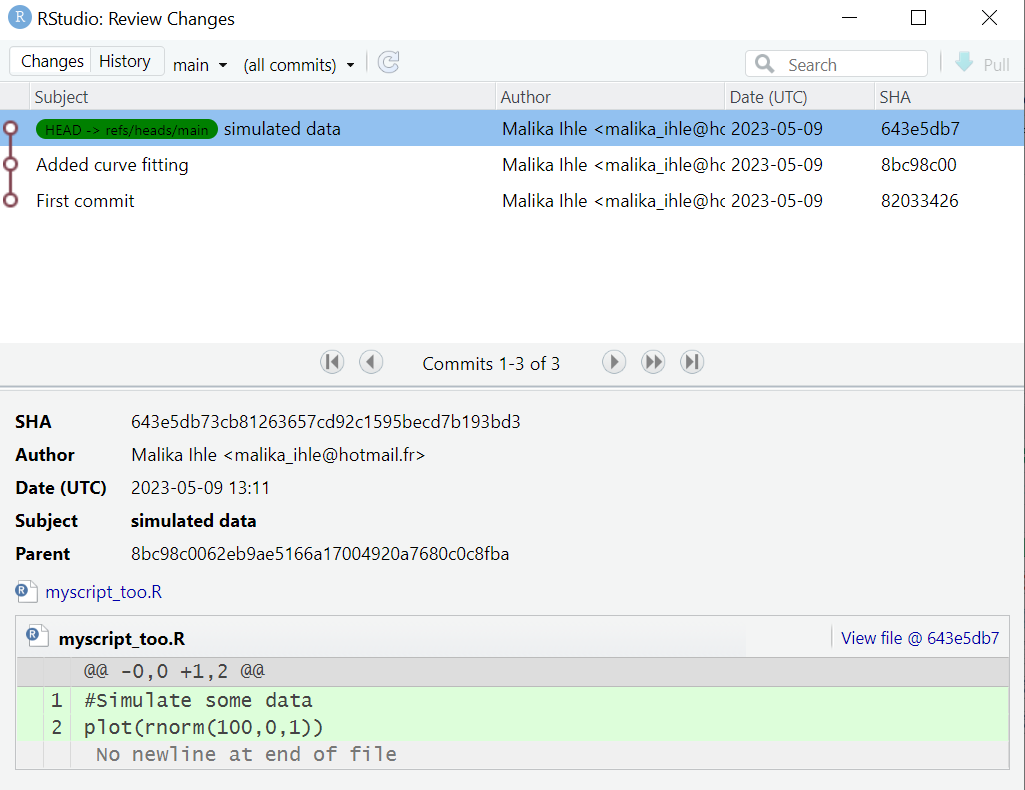 R RStudio: Review Changes
Changes History main (all commits) Search Pull
Subject Author Date (UTC) SHA
HEAD -> refs/heads/main simulated data Malika Ihle <malika_ihle@hc 2023-05-09 643e5db7
Added curve fitting Malika Ihle <malika_ihle@hc 2023-05-09 8bc98c00
First commit Malika Ihle <malika_ihle@hc 2023-05-09 82033426
Commits 1-3 of 3
SHA 643e5db73cb81263657cd92c1595becd7b193bd3
Author Malika Ihle <malika_ihle@hotmail.fr>
Date (UTC) 2023-05-09 13:11
Subject simulated data
Parent 8bc98c0062eb9ae5166a17004920a7680c0c8fba
R myscript_too.R
R myscript_too.R View file @ 643e5db7
@@ -0,0 +1,2 @@
1 #Simulate some data
2 plot(rnorm(100,0,1))
No newline at end of file